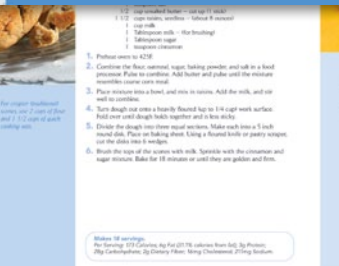 1/2 cup unsalted butter – cut up (1 stick)
1 1/2 cups raisins, seedless – (about 8 ounces)
1 cup milk
1 Tablespoon milk – (for brushing)
1 Tablespoon sugar
1 teaspoon cinnamon
1. Preheat oven to 425F.
2. Combine the flour, oatmeal, sugar, baking powder, and salt in a food
processor. Pulse to combine. Add butter and pulse until the mixture
resembles coarse corn meal.
3. Place mixture into a bowl, and mix in raisins. Add the milk, and stir
well to combine.
4. Turn dough out onto a heavily floured (up to 1/4 cup) work surface.
Fold over until dough holds together and is less sticky.
5. Divide the dough into three equal sections. Make each into a 5 inch
round disk. Place on baking sheet. Using a floured knife or pastry scraper,
cut the disks into 6 wedges.
6. Brush the tops of the scones with milk. Sprinkle with the cinnamon and
sugar mixture. Bake for 18 minutes or until they are golden and firm.
For crispier traditional
scones, use 2 cups of flour
and 1 1/2 cups of quick
cooking oats.
Makes 18 servings.
Per Serving: 173 Calories; 6g Fat (31.1% calories from fat); 3g Protein;
28g Carbohydrate; 2g Dietary Fiber; 16mg Cholesterol; 211mg Sodium.